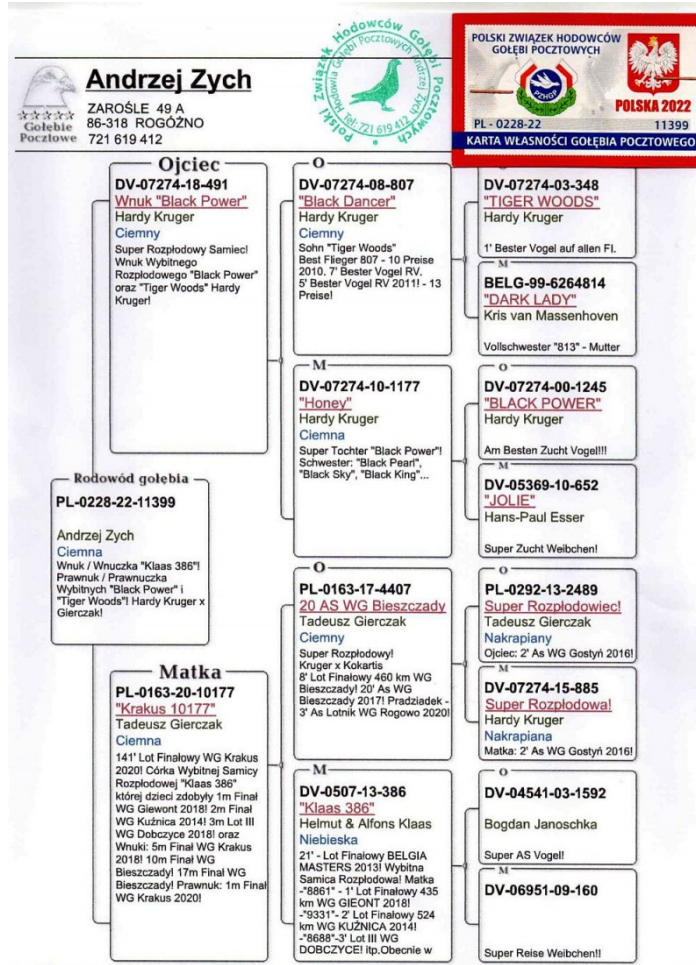 Andrzej Zych
ZAROŚLE 49 A
86-318 ROGÓŹNO
721 619 412
Gołębie
Pocztowe
Polski Związek Hodowców Gołębi Pocztowych
Hodowla Gołębi Pocztowych Andrzej Zych
Tel: 721 619 412
POLSKI ZWIĄZEK HODOWCÓW
GOŁĘBI POCZTOWYCH
PZHGP
POLSKA 2022
PL - 0228-22 11399
KARTA WŁASNOŚCI GOŁĘBIA POCZTOWEGO
Rodowód gołębia
PL-0228-22-11399
Andrzej Zych
Ciemna
Wnuk / Wnuczka "Klaas 386"!
Prawnuk / Prawnuczka
Wybitnych "Black Power" i
"Tiger Woods"! Hardy Kruger x
Gierczak!
Ojciec
DV-07274-18-491
Wnuk "Black Power"
Hardy Kruger
Ciemny
Super Rozpłodowy Samiec!
Wnuk Wybitnego
Rozpłodowego "Black Power"
oraz "Tiger Woods" Hardy
Kruger!
Matka
PL-0163-20-10177
"Krakus 10177"
Tadeusz Gierczak
Ciemna
141' Lot Finałowy WG Krakus
2020! Córka Wybitnej Samicy
Rozpłodowej "Klaas 386"
której dzieci zdobyły 1m Finał
WG Giewont 2018! 2m Finał
WG Kuźnica 2014! 3m Lot III
WG Dobczyce 2018! oraz
Wnuki: 5m Finał WG Krakus
2018! 10m Finał WG
Bieszczady! 17m Finał WG
Bieszczady! Prawnuk: 1m Finał
WG Krakus 2020!
O
DV-07274-08-807
"Black Dancer"
Hardy Kruger
Ciemny
Sohn "Tiger Woods"
Best Flieger 807 - 10 Preise
2010. 7' Bester Vogel RV.
5' Bester Vogel RV 2011! - 13
Preise!
M
DV-07274-10-1177
"Honey"
Hardy Kruger
Ciemna
Super Tochter "Black Power"!
Schwester: "Black Pearl",
"Black Sky", "Black King"...
O
PL-0163-17-4407
20 AS WG Bieszczady
Tadeusz Gierczak
Ciemny
Super Rozpłodowy!
Kruger x Kokartis
8' Lot Finałowy 460 km WG
Bieszczady! 20' As WG
Bieszczady 2017! Pradziadek -
3' As Lotnik WG Rogowo 2020!
M
DV-0507-13-386
"Klaas 386"
Helmut & Alfons Klaas
Niebieska
21' - Lot Finałowy BELGIA
MASTERS 2013! Wybitna
Samica Rozpłodowa! Matka
-"8861" - 1' Lot Finałowy 435
km WG GIEONT 2018!
-"9331"- 2' Lot Finałowy 524
km WG KUŹNICA 2014!
-"8688"-3' Lot III WG
DOBCZYCE! itp.Obecnie w
DV-07274-03-348
"TIGER WOODS"
Hardy Kruger
1' Bester Vogel auf allen Fl.
M
BELG-99-6264814
"DARK LADY"
Kris van Massenhoven
Vollschwester "813" - Mutter
O
DV-07274-00-1245
"BLACK POWER"
Hardy Kruger
Am Besten Zucht Vogel!!!
M
DV-05369-10-652
"JOLIE"
Hans-Paul Esser
Super Zucht Weibchen!
O
PL-0292-13-2489
Super Rozpłodowiec!
Tadeusz Gierczak
Nakrapiany
Ojciec: 2' As WG Gostyń 2016!
M
DV-07274-15-885
Super Rozpłodowa!
Hardy Kruger
Nakrapiana
Matka: 2' As WG Gostyń 2016!
O
DV-04541-03-1592
Bogdan Janoschka
Super AS Vogel!
M
DV-06951-09-160
Super Reise Weibchen!!